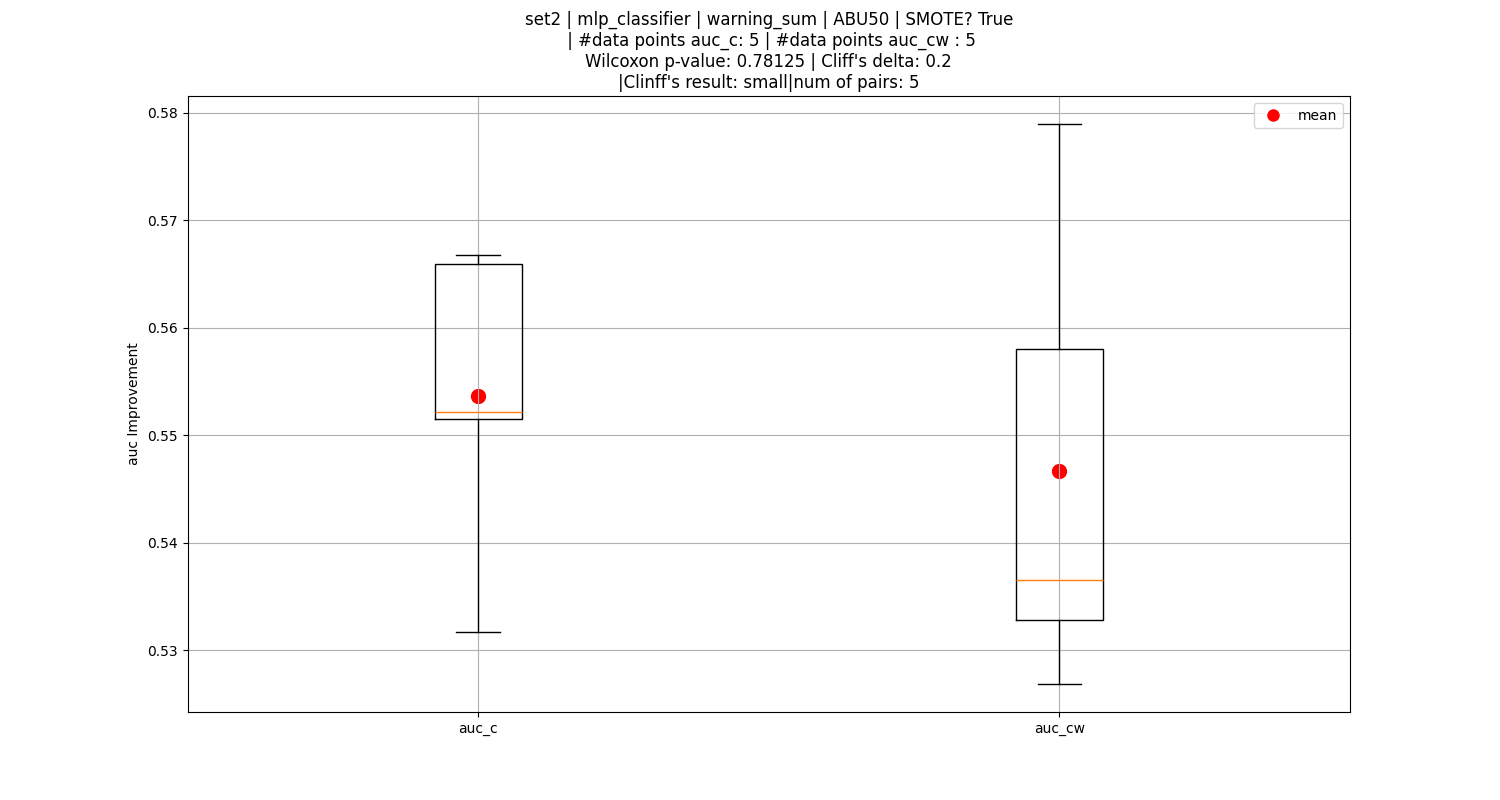 set2 | mlp_classifier | warning_sum | ABU50 | SMOTE? True
| #data points auc_c: 5 | #data points auc_cw : 5
Wilcoxon p-value: 0.78125 | Cliff's delta: 0.2
|Clinff's result: small|num of pairs: 5
mean
0.58
0.57
0.56
0.55
0.54
0.53
auc Improvement
auc_c
auc_cw